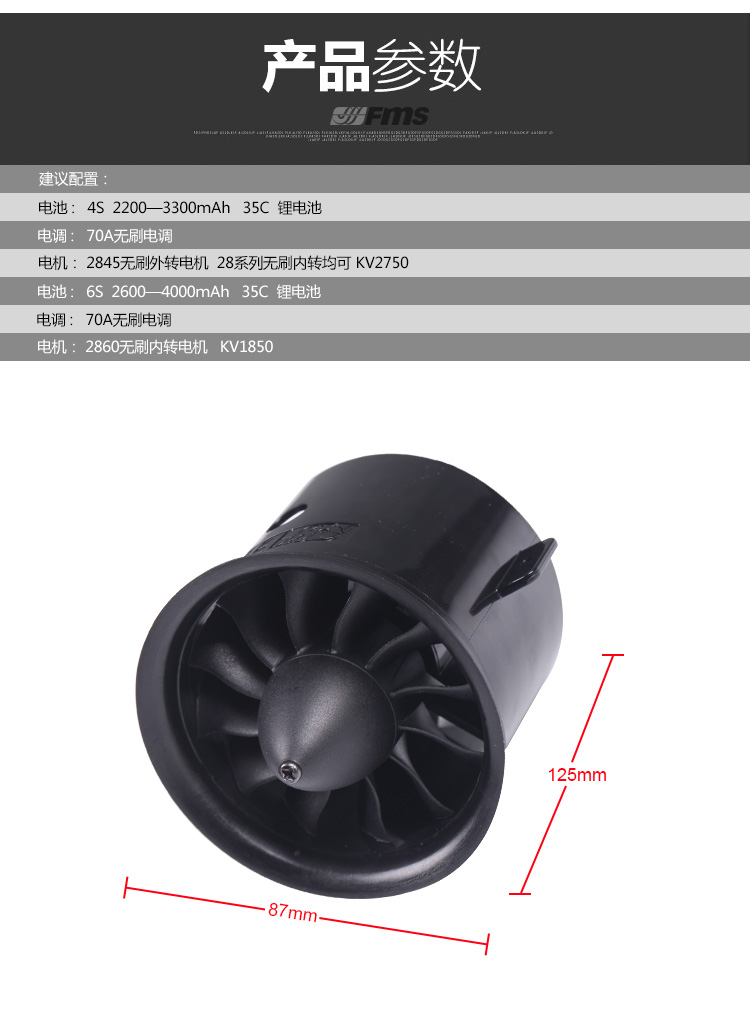 产品参数
FMS
建议配置：
电池： 4S 2200—3300mAh 35C 锂电池
电调： 70A无刷电调
电机： 2845无刷外转电机 28系列无刷内转均可 KV2750
电池： 6S 2600—4000mAh 35C 锂电池
电调： 70A无刷电调
电机： 2860无刷内转电机 KV1850
125mm
87mm